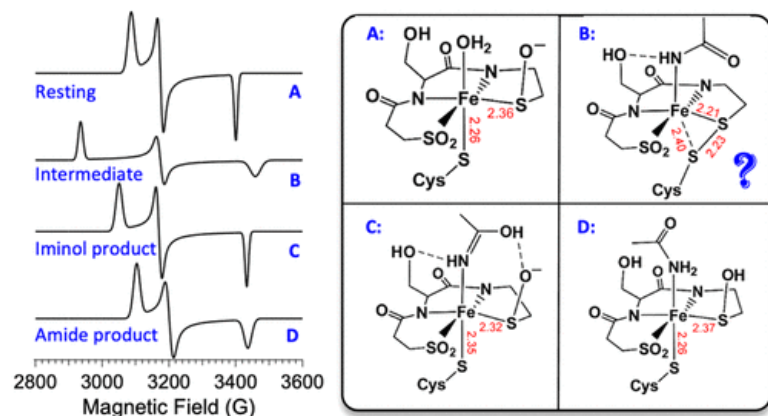 Resting A
Intermediate B
Iminol product C
Amide product D
2800 3000 3200 3400 3600
Magnetic Field (G)
A:
OH
OH₂
O⁻
O
N
N
O
Fe
2.36
S
SO₂
2.26
S
Cys
B:
HO
HN
O
O
N
N
O
Fe
2.21
S
SO₂
2.40
2.23
S
Cys
?
C:
HO
OH
HN
O
O⁻
N
N
O
Fe
2.32
S
SO₂
2.35
S
Cys
D:
O
OH
NH₂
OH
O
N
N
O
Fe
2.37
S
SO₂
2.26
S
Cys